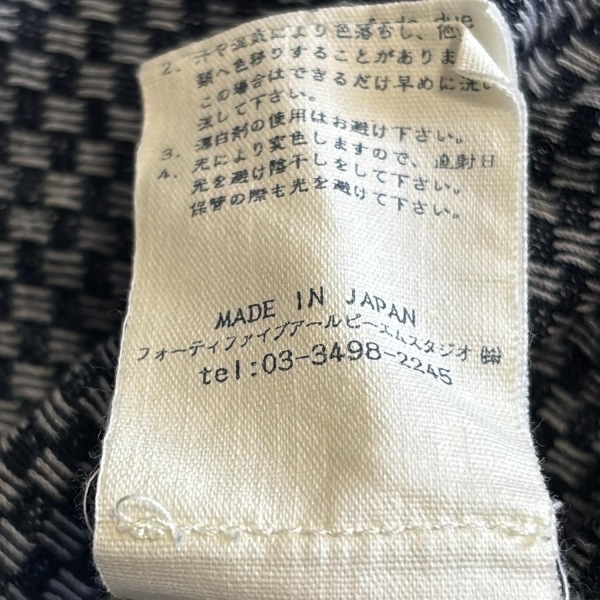 2. 汗や湿気により色落ちし、他
類へ色移りすることがありま
この場合はできるだけ早めに洗い
流して下さい。
3. 漂白剤の使用はお避け下さい。
4. 光により変色しますので、直射日
光を避け陰干しをして下さい。
保管の際も光を避けて下さい。
MADE IN JAPAN
フォーティファイブアールピーエムスタジオ ㈱
tel:03-3498-2245